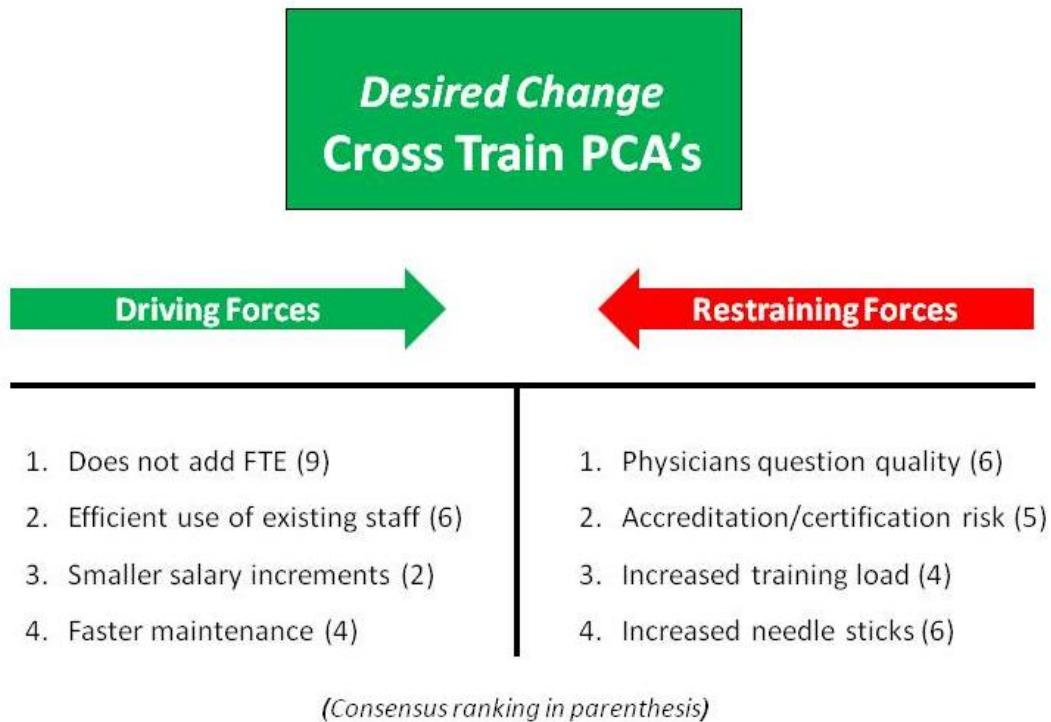 Desired Change
Cross Train PCA's
Driving Forces
Restraining Forces
1. Does not add FTE (9)
2. Efficient use of existing staff (6)
3. Smaller salary increments (2)
4. Faster maintenance (4)
1. Physicians question quality (6)
2. Accreditation/certification risk (5)
3. Increased training load (4)
4. Increased needle sticks (6)
(Consensus ranking in parenthesis)